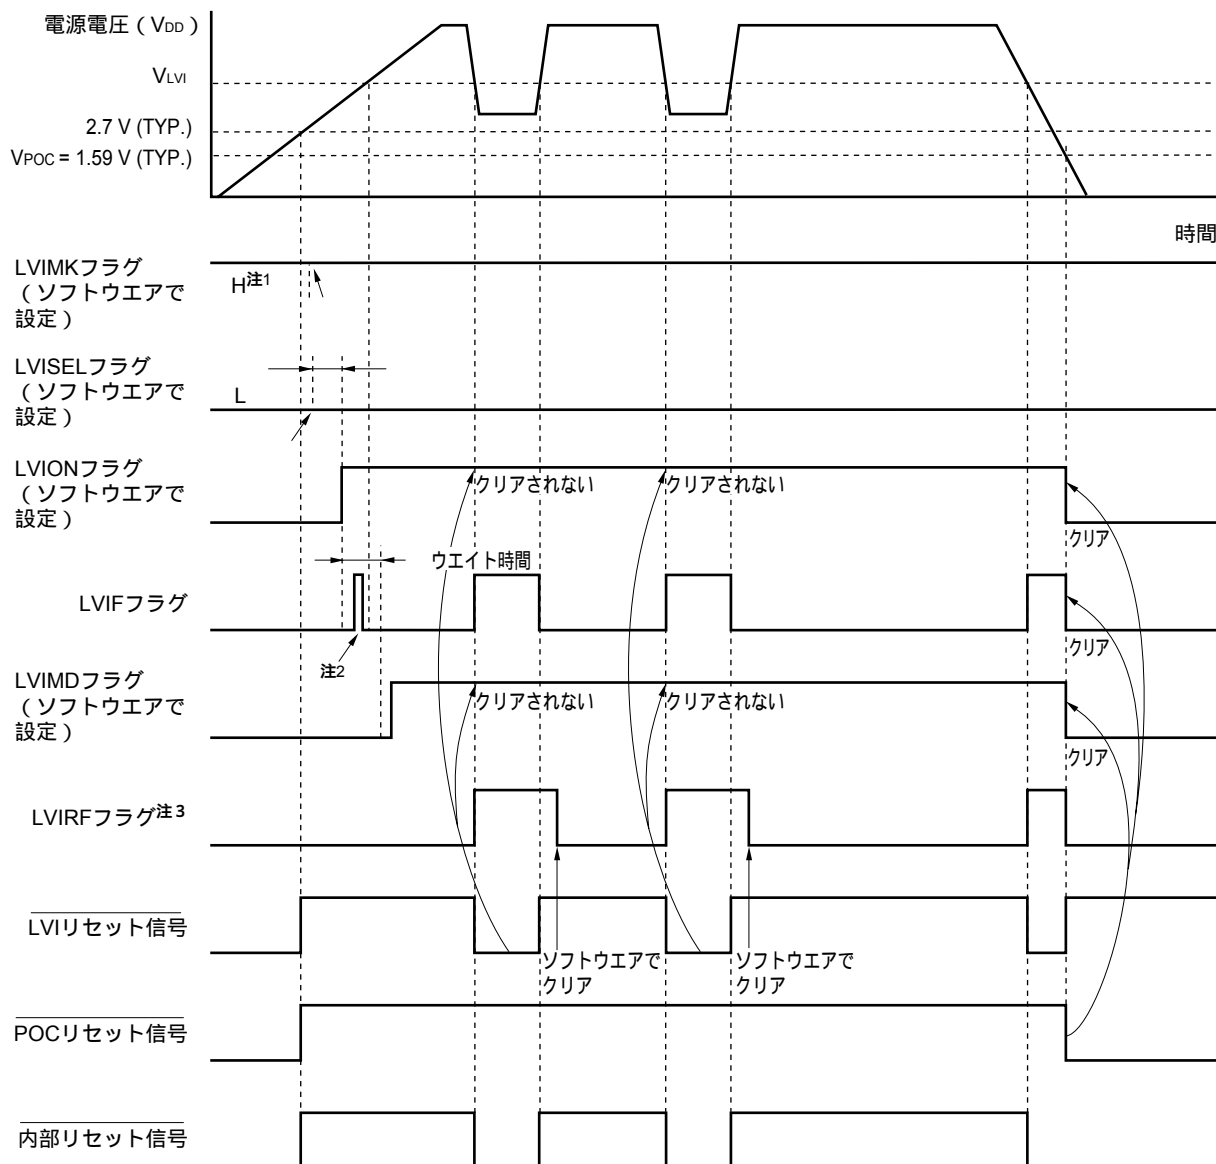 電源電圧（VDD）
VLVI
2.7 V (TYP.)
VPOC = 1.59 V (TYP.)
時間
LVIMKフラグ
（ソフトウエアで
設定）
H注1
LVISELフラグ
（ソフトウエアで
設定）
L
LVIONフラグ
（ソフトウエアで
設定）
クリアされない
クリアされない
クリア
ウエイト時間
LVIFフラグ
クリア
注2
LVIMDフラグ
（ソフトウエアで
設定）
クリアされない
クリアされない
クリア
LVIRFフラグ注3
LVIリセット信号
ソフトウエアで
クリア
ソフトウエアで
クリア
POCリセット信号
内部リセット信号